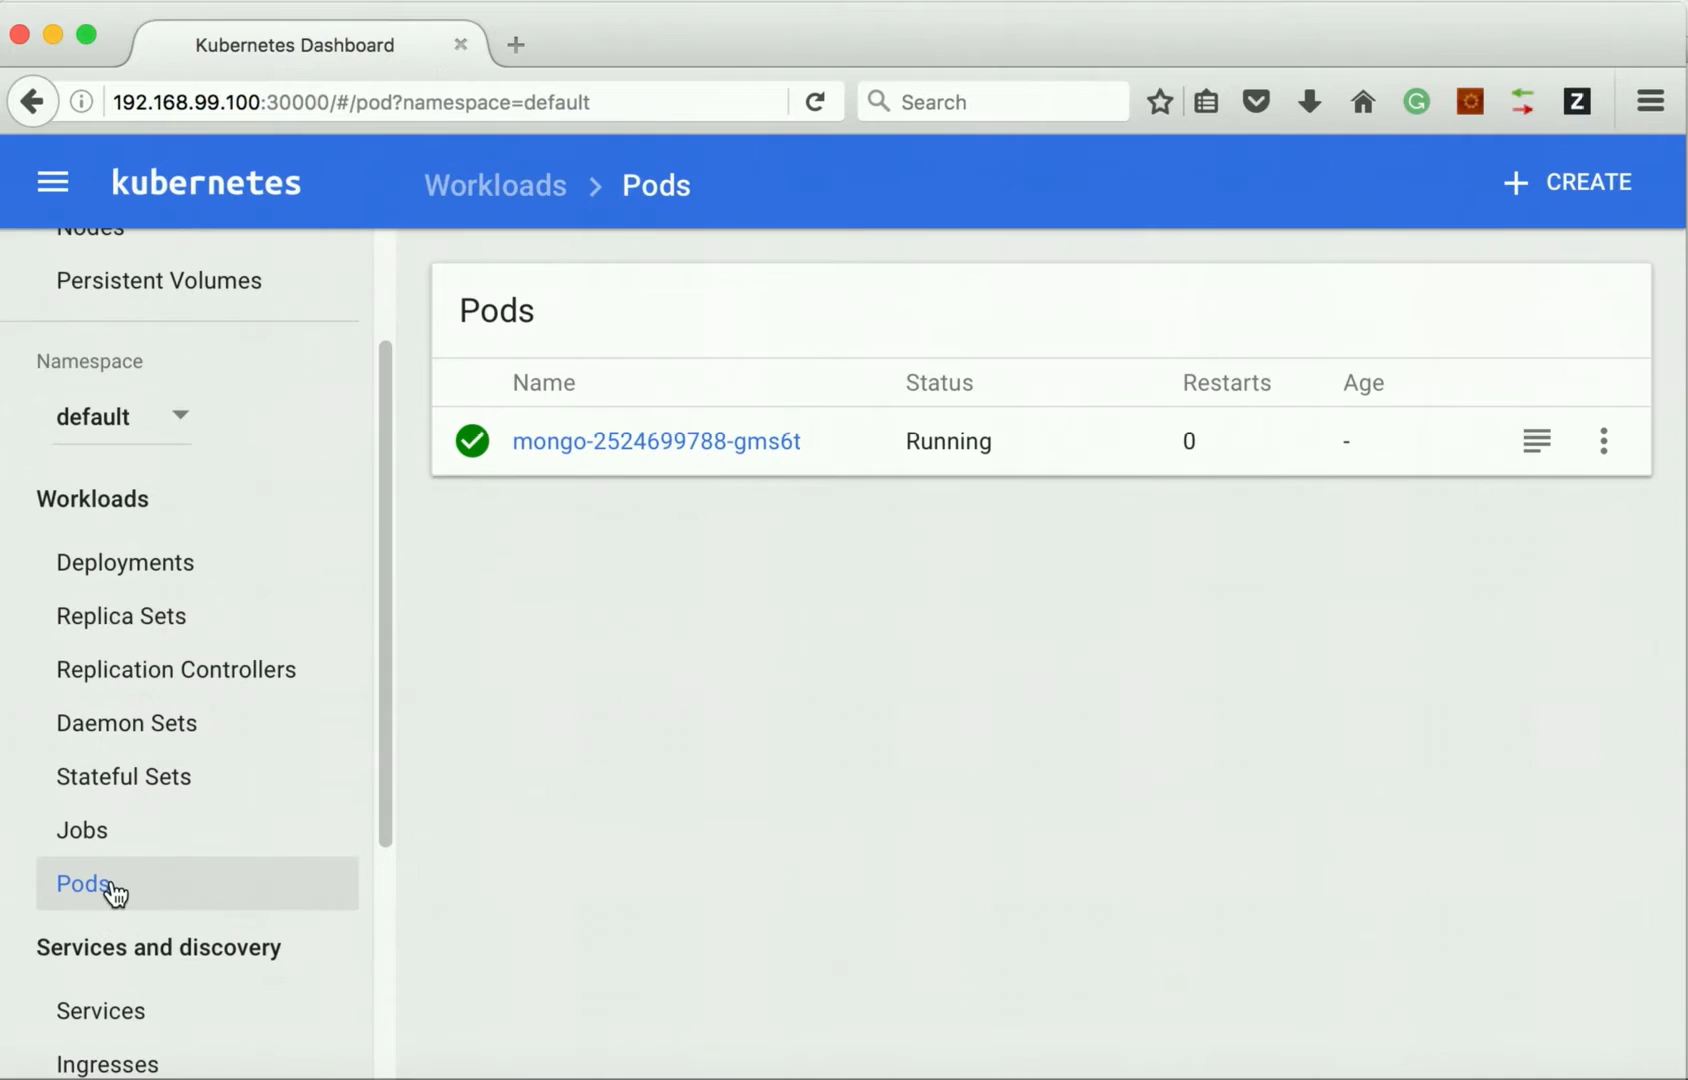 Kubernetes Dashboard
192.168.99.100:30000/#/pod?namespace=default
Search
G
Z
kubernetes
Workloads > Pods
CREATE
Nodes
Persistent Volumes
Namespace
default
Workloads
Deployments
Replica Sets
Replication Controllers
Daemon Sets
Stateful Sets
Jobs
Pods
Services and discovery
Services
Ingresses
Pods
Name Status Restarts Age
mongo-2524699788-gms6t Running 0 -